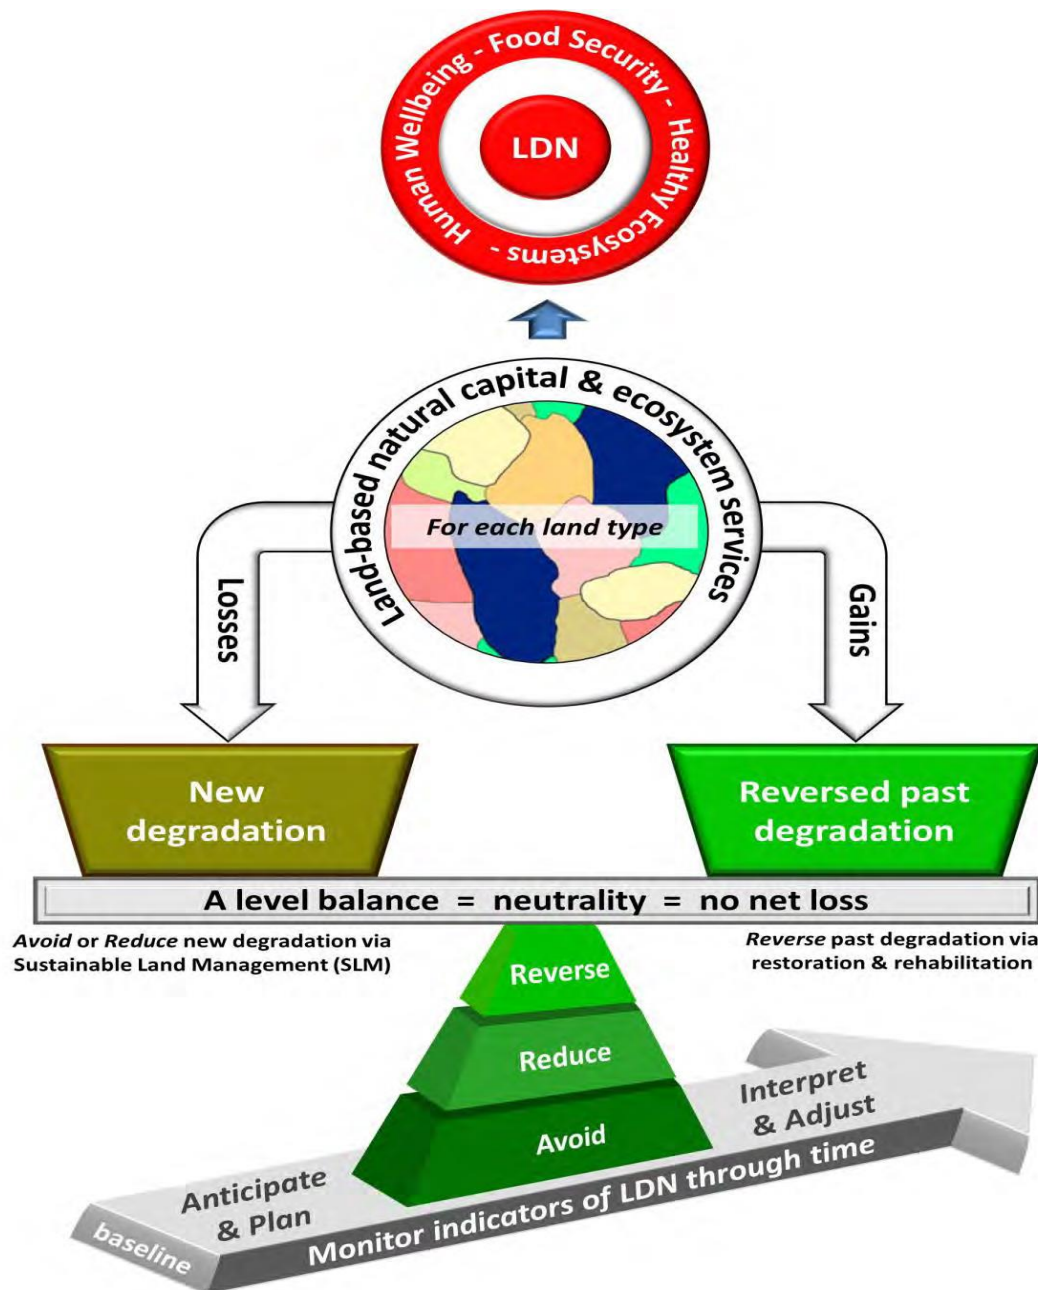 Human Wellbeing - Food Security - Healthy Ecosystems -
LDN
Land-based natural capital & ecosystem services
For each land type
Losses
Gains
New
degradation
Reversed past
degradation
A level balance = neutrality = no net loss
Avoid or Reduce new degradation via
Sustainable Land Management (SLM)
Reverse past degradation via
restoration & rehabilitation
Reverse
Reduce
Avoid
Anticipate
& Plan
Interpret
& Adjust
baseline
Monitor indicators of LDN through time